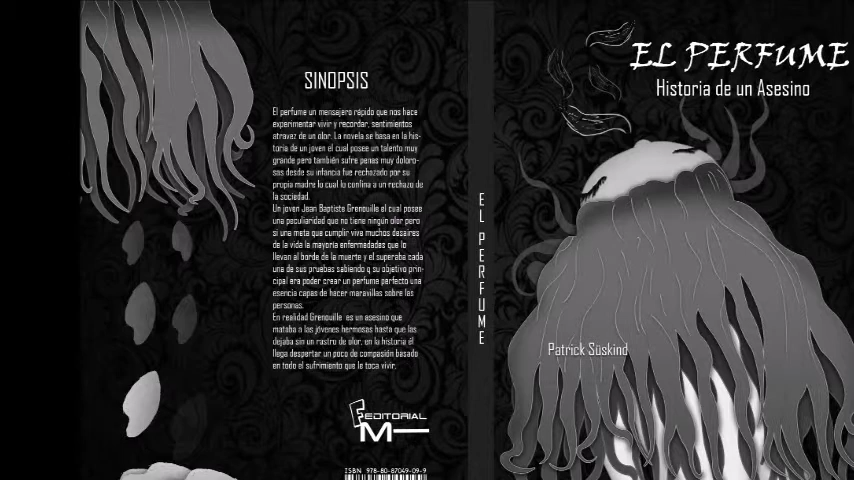 SINOPSIS
El perfume un mensajero rápido que nos hace
experimentar vivir y recordar, sentimientos
atravez de un olor. La novela se basa en la his-
toria de un joven el cual posee un talento muy
grande pero también sufre penas muy doloro-
sas desde su infancia fue rechazado por su
propia madre lo cual lo confina a un rechazo de
la sociedad.
Un joven Jean Baptiste Grenouille el cual posee
una peculiaridad que no tiene ningún olor pero
si una meta que cumplir vive muchos desaires
de la vida la mayoria enfermedades que lo
llevan al borde de la muerte y el superaba cada
una de sus pruebas sabiendo q su objetivo prin-
cipal era poder crear un perfume perfecto una
esencia capas de hacer maravillas sobre las
personas.
En realidad Grenouille es un asesino que
mataba a las jóvenes hermosas hasta que las
dejaba sin un rastro de olor, en la historia él
llega despertar un poco de compasión basado
en todo el sufrimiento que le toca vivir.
EDITORIAL
M
ISBN 978-80-87049-09-9
EL PERFUME
EL PERFUME
Historia de un Asesino
Patrick Süskind